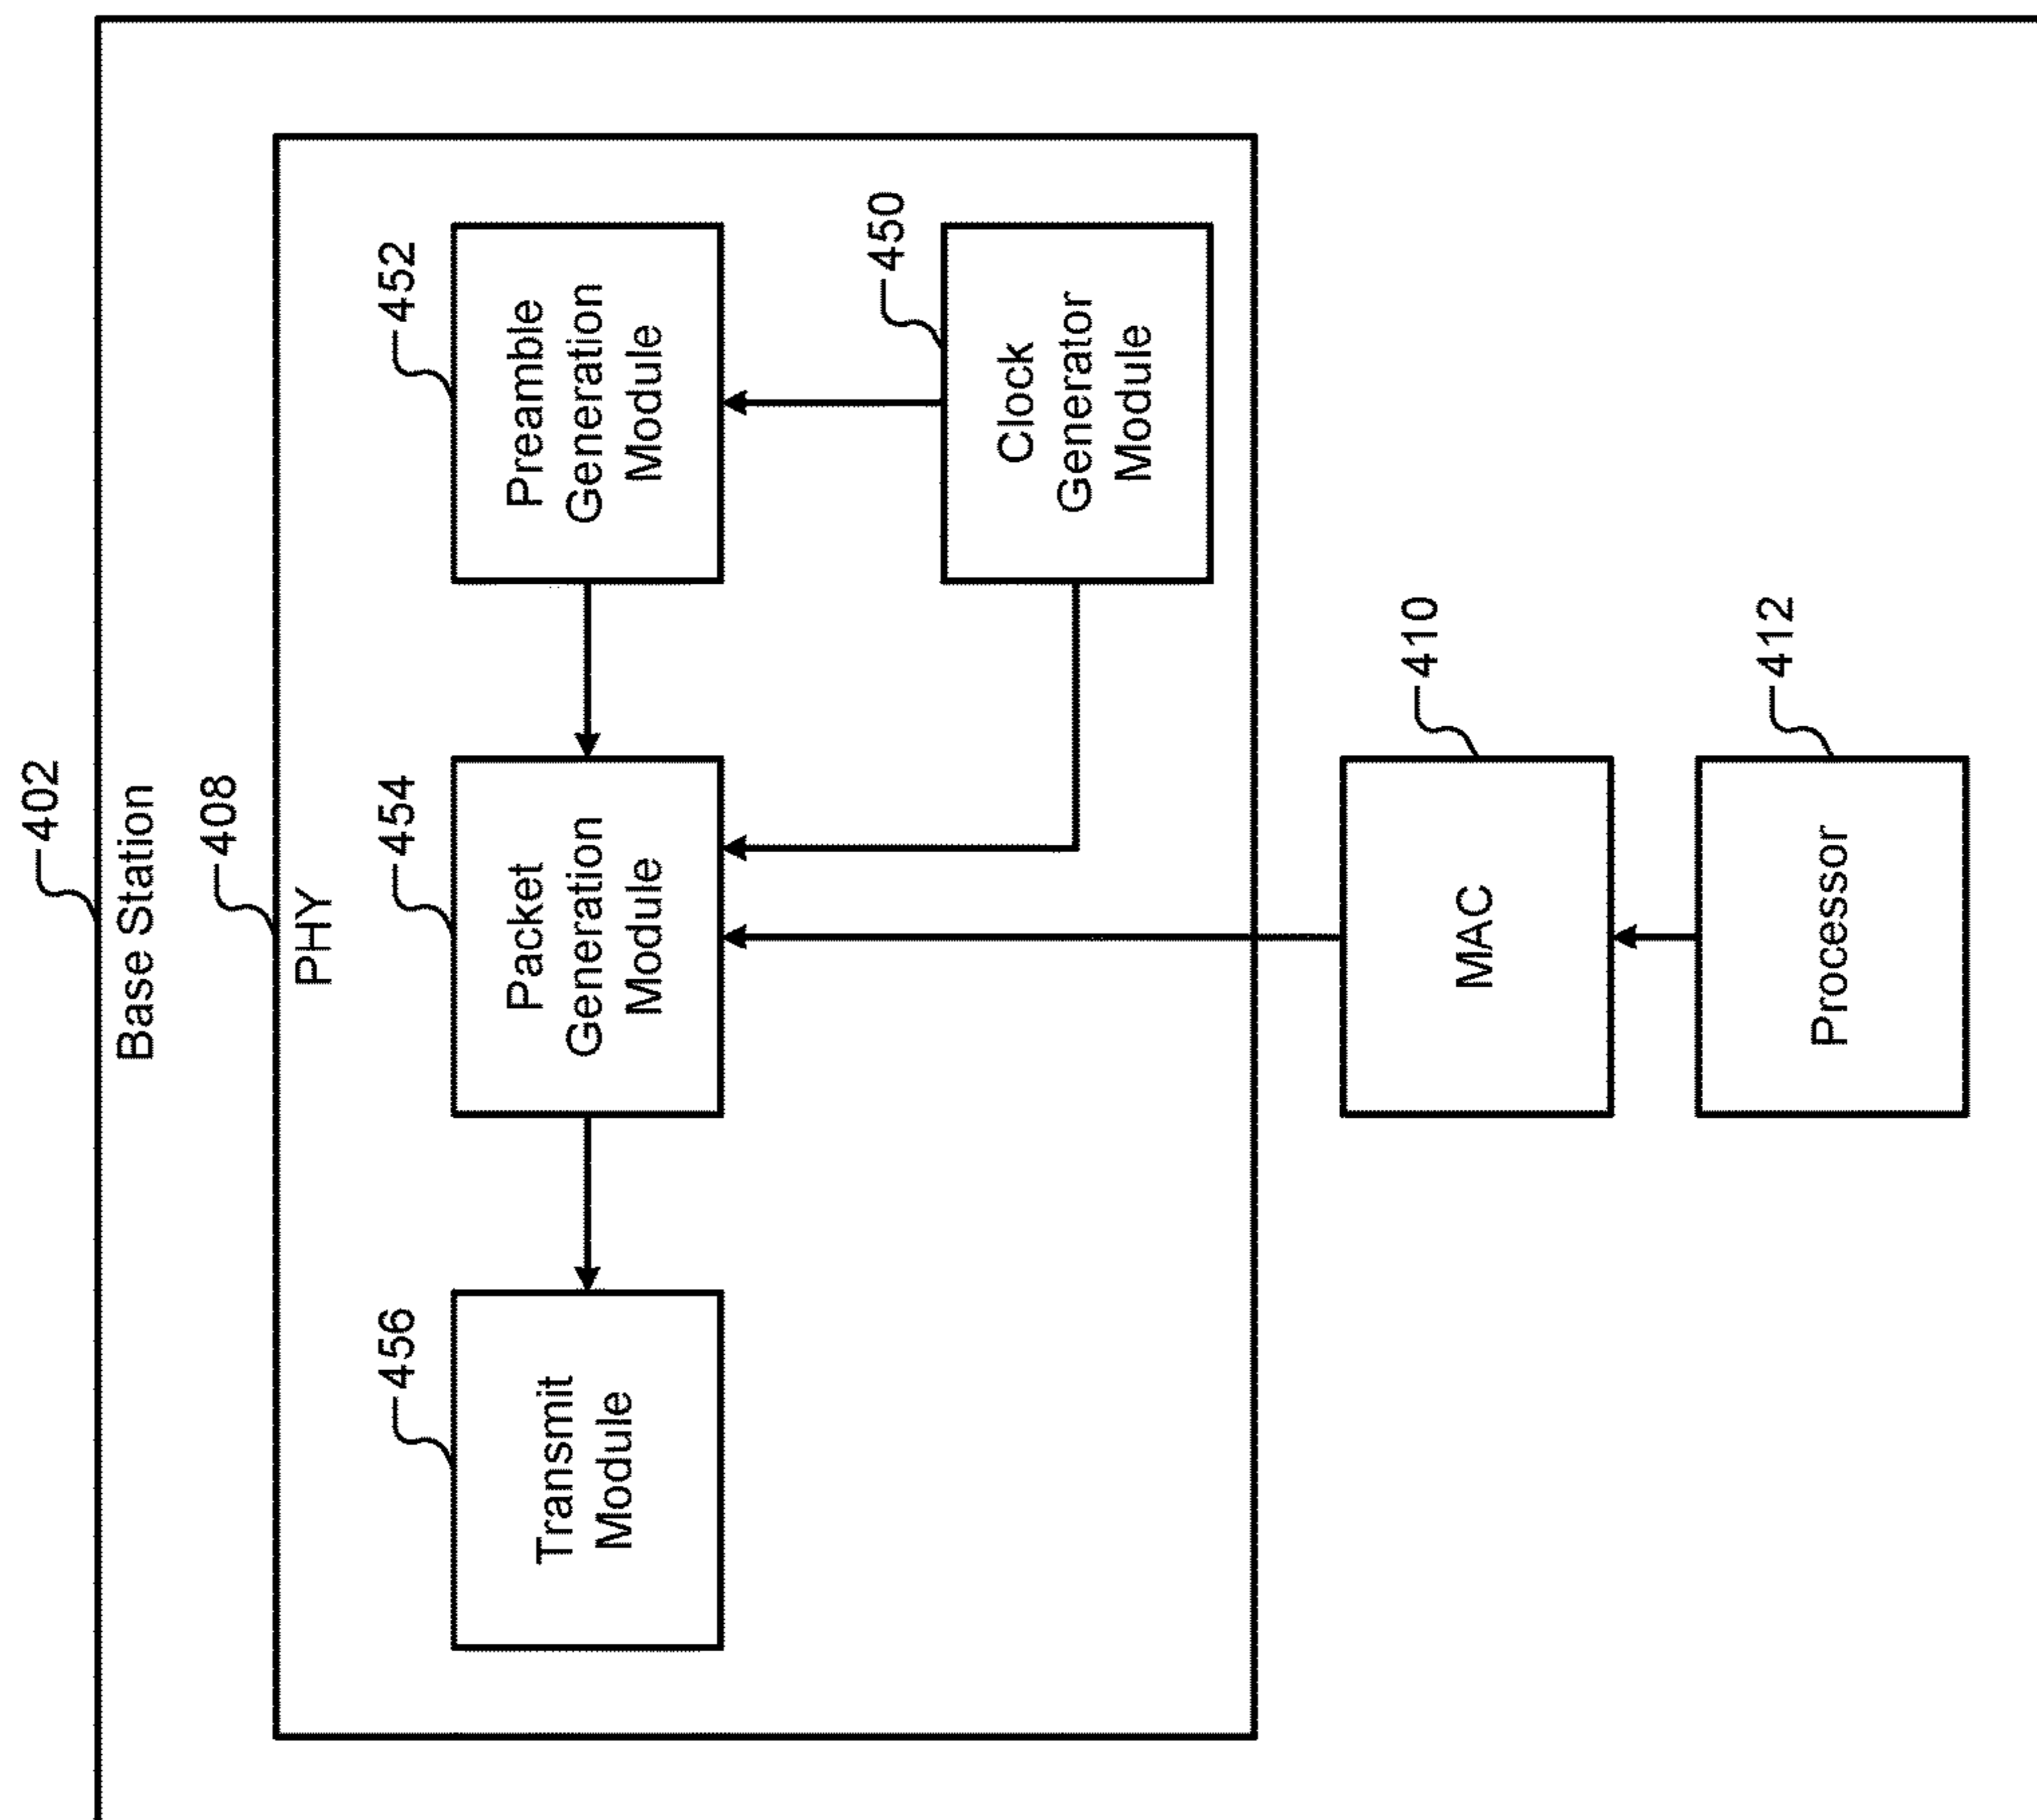 402
Base Station
408
PHY
456
Transmit
Module
454
Packet
Generation
Module
452
Preamble
Generation
Module
450
Clock
Generator
Module
410
MAC
412
Processor